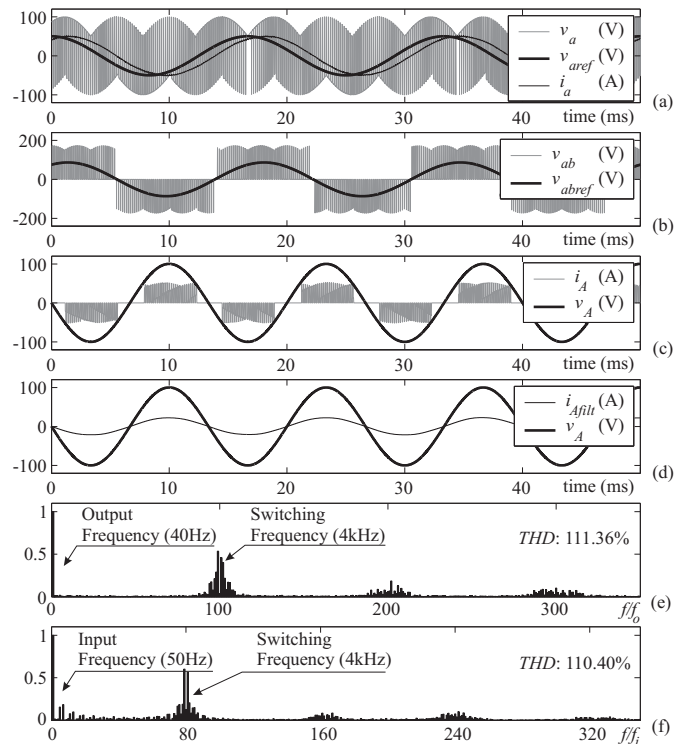 100
0
-100
v_a (V)
v_aref (V)
i_a (A)
0 10 20 30 40 time (ms) (a)
200
0
-200
v_ab (V)
v_abref (V)
0 10 20 30 40 time (ms) (b)
100
0
-100
i_A (A)
v_A (V)
0 10 20 30 40 time (ms) (c)
100
0
-100
i_Afilt (A)
v_A (V)
0 10 20 30 40 time (ms) (d)
1
0.5
0
Output
Frequency (40Hz)
Switching
Frequency (4kHz)
THD: 111.36%
100 200 300 f/f_o (e)
1
0.5
0
Input
Frequency (50Hz)
Switching
Frequency (4kHz)
THD: 110.40%
0 80 160 240 320 f/f_i (f)